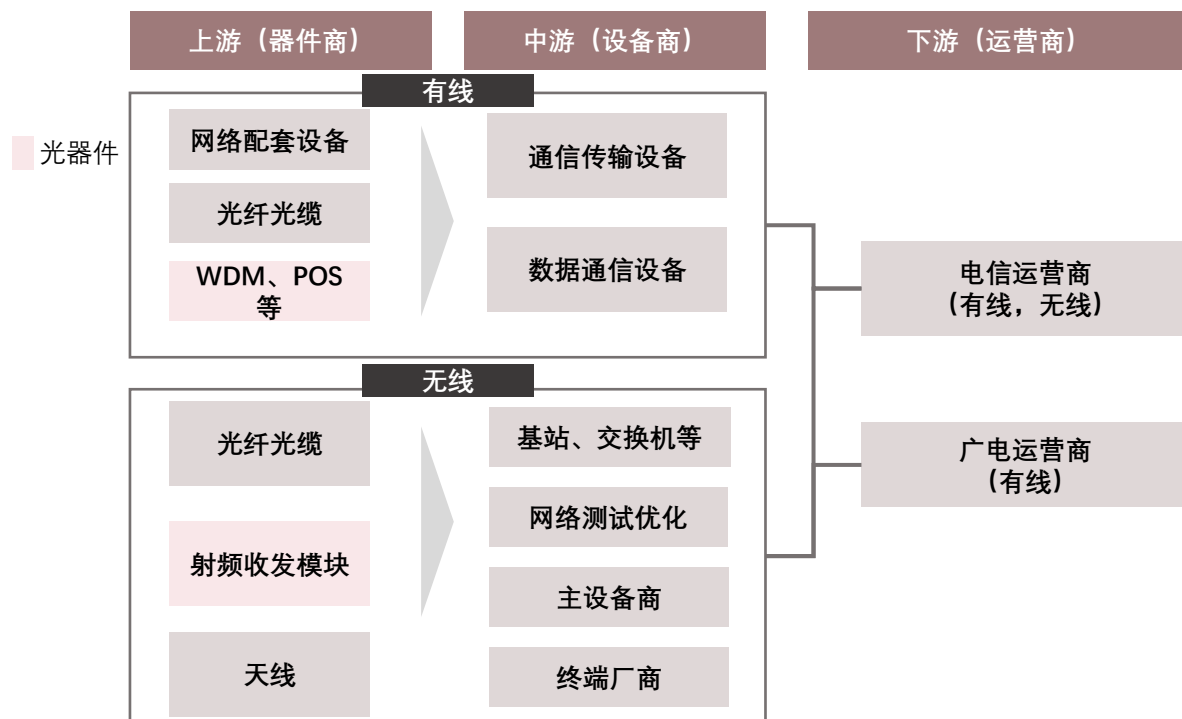 上游（器件商）
中游（设备商）
下游（运营商）
有线
光器件
网络配套设备
光纤光缆
WDM、POS
等
通信传输设备
数据通信设备
无线
光纤光缆
射频收发模块
天线
基站、交换机等
网络测试优化
主设备商
终端厂商
电信运营商
（有线，无线）
广电运营商
（有线）